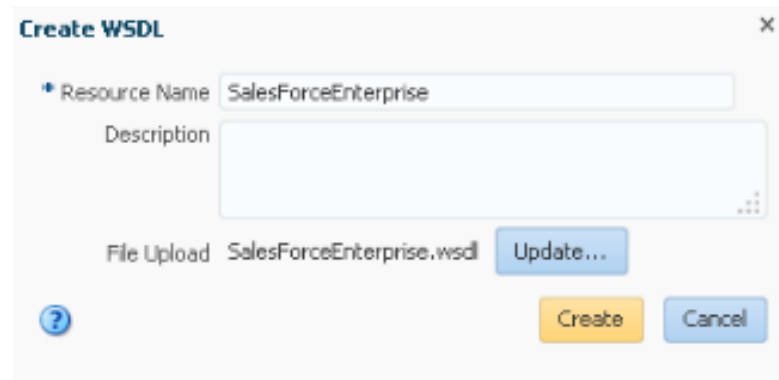 Create WSDL
* Resource Name SalesForceEnterprise
Description
File Upload SalesForceEnterprise.wsdl Update...
? Create Cancel